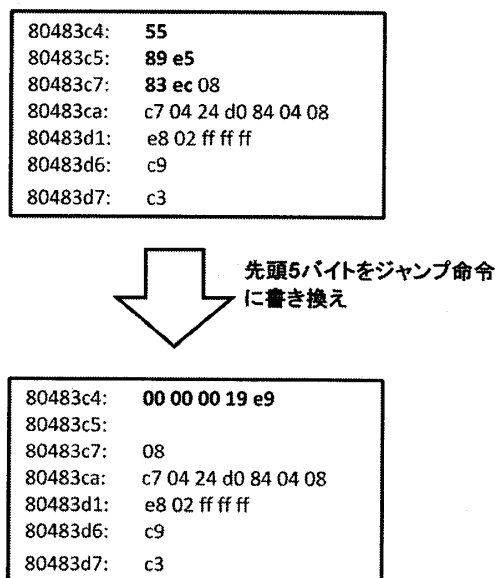 80483c4: 55
80483c5: 89 e5
80483c7: 83 ec 08
80483ca: c7 04 24 d0 84 04 08
80483d1: e8 02 ff ff ff
80483d6: c9
80483d7: c3
先頭5バイトをジャンプ命令
に書き換え
80483c4: 00 00 00 19 e9
80483c5:
80483c7: 08
80483ca: c7 04 24 d0 84 04 08
80483d1: e8 02 ff ff ff
80483d6: c9
80483d7: c3